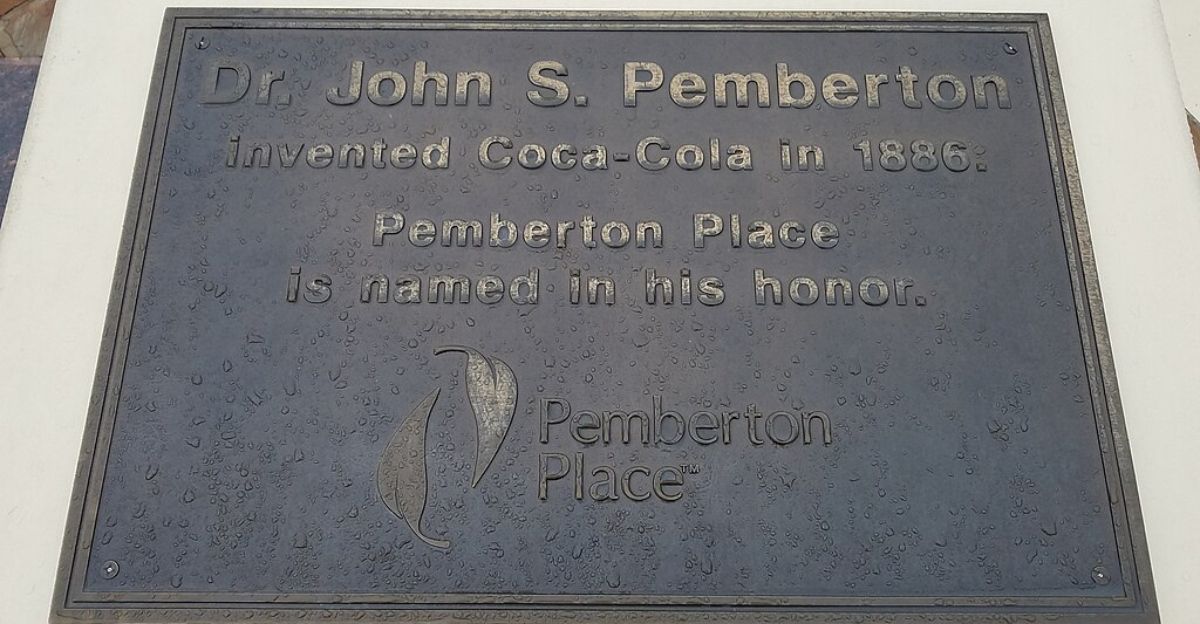 Dr. John S. Pemberton
invented Coca-Cola in 1886.
Pemberton Place
is named in his honor.
Pemberton
Place™